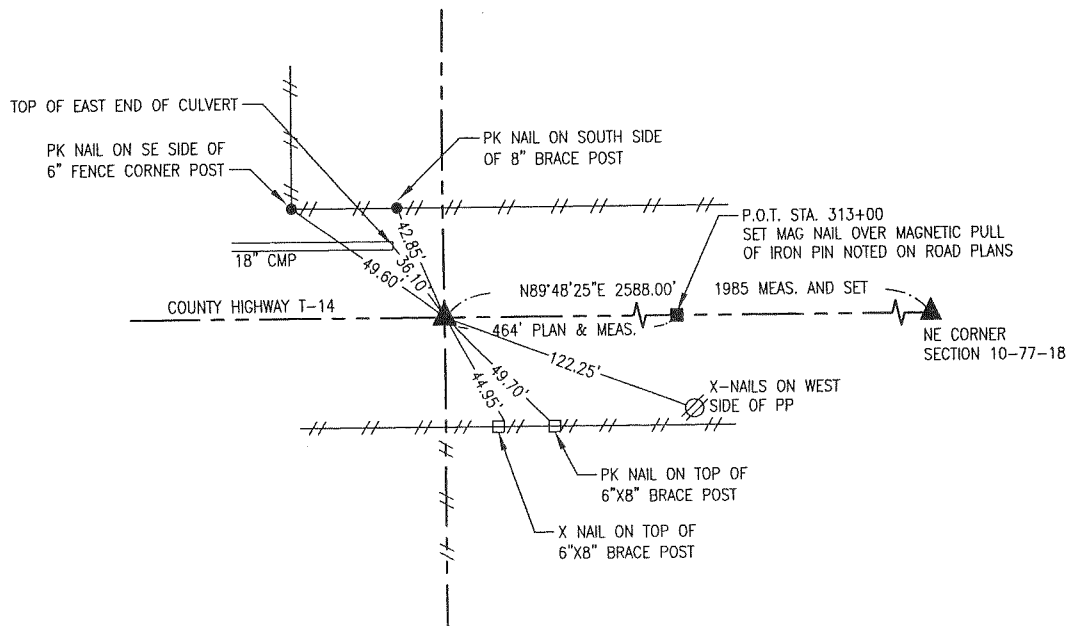 TOP OF EAST END OF CULVERT
PK NAIL ON SE SIDE OF
6" FENCE CORNER POST
PK NAIL ON SOUTH SIDE
OF 8" BRACE POST
P.O.T. STA. 313+00
SET MAG NAIL OVER MAGNETIC PULL
OF IRON PIN NOTED ON ROAD PLANS
42.85'
36.10'
49.60'
18" CMP
COUNTY HIGHWAY T-14
N89°48'25"E 2588.00'
1985 MEAS. AND SET
464' PLAN & MEAS.
NE CORNER
SECTION 10-77-18
122.25'
49.70'
44.95'
X-NAILS ON WEST
SIDE OF PP
PK NAIL ON TOP OF
6"X8" BRACE POST
X NAIL ON TOP OF
6"X8" BRACE POST